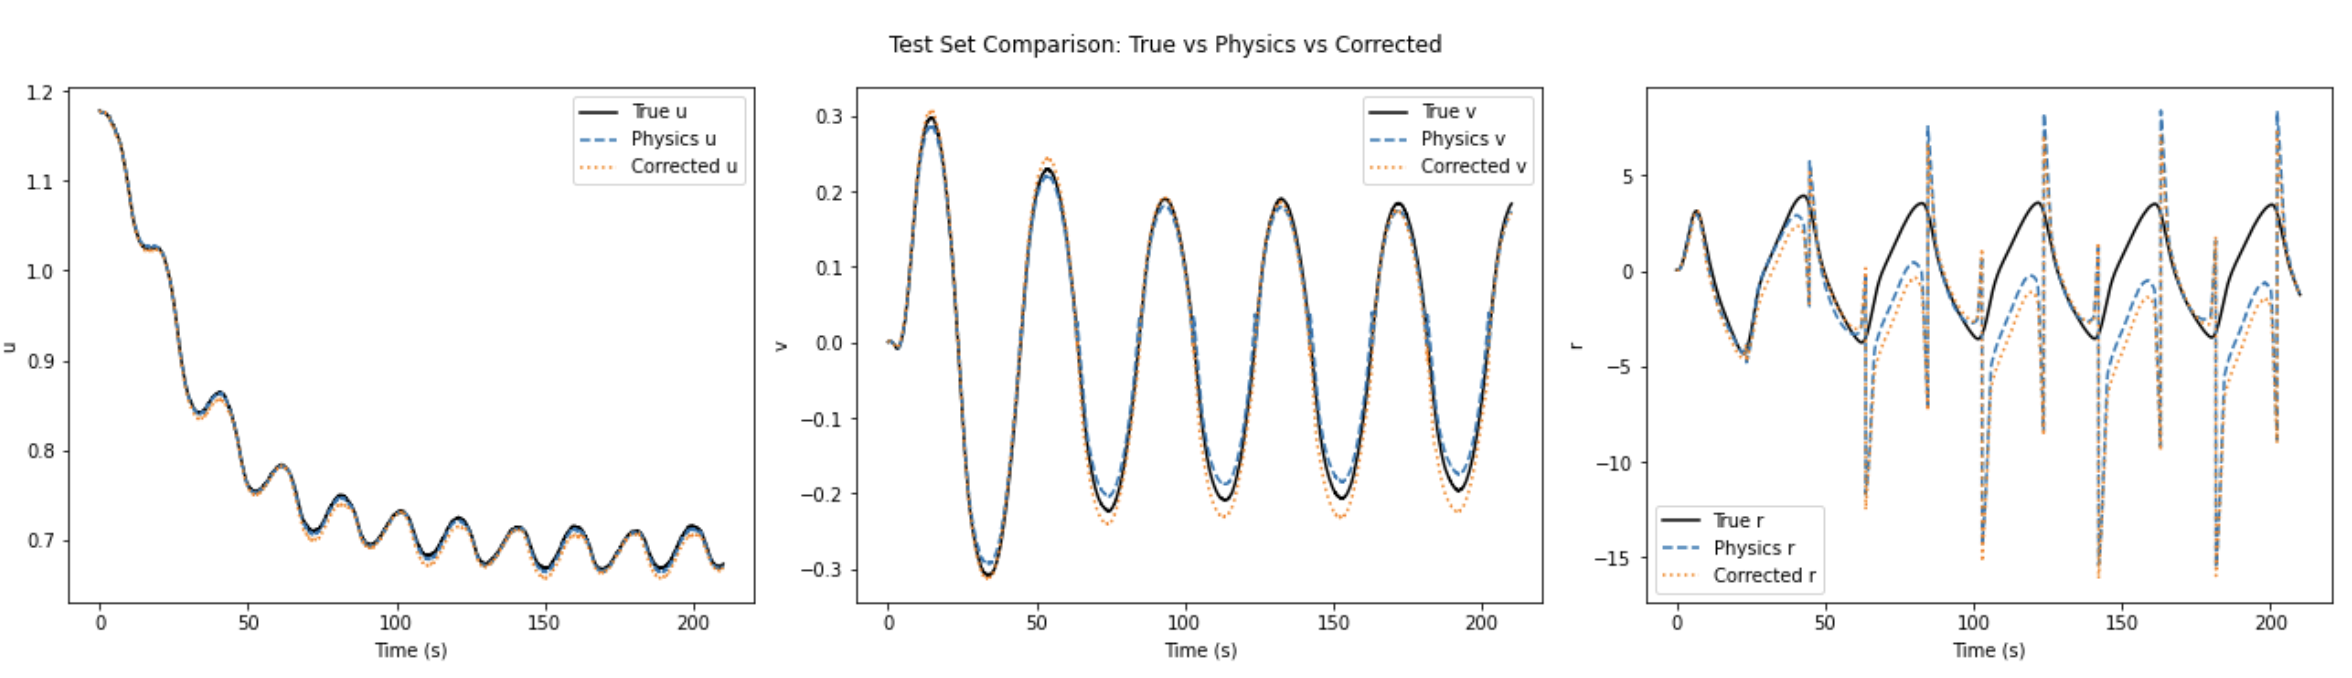 Test Set Comparison: True vs Physics vs Corrected
1.2
1.1
1.0
0.9
0.8
0.7
u
0
50
100
150
200
Time (s)
True u
Physics u
Corrected u
0.3
0.2
0.1
0.0
−0.1
−0.2
−0.3
v
0
50
100
150
200
Time (s)
True v
Physics v
Corrected v
5
0
−5
−10
−15
r
0
50
100
150
200
Time (s)
True r
Physics r
Corrected r